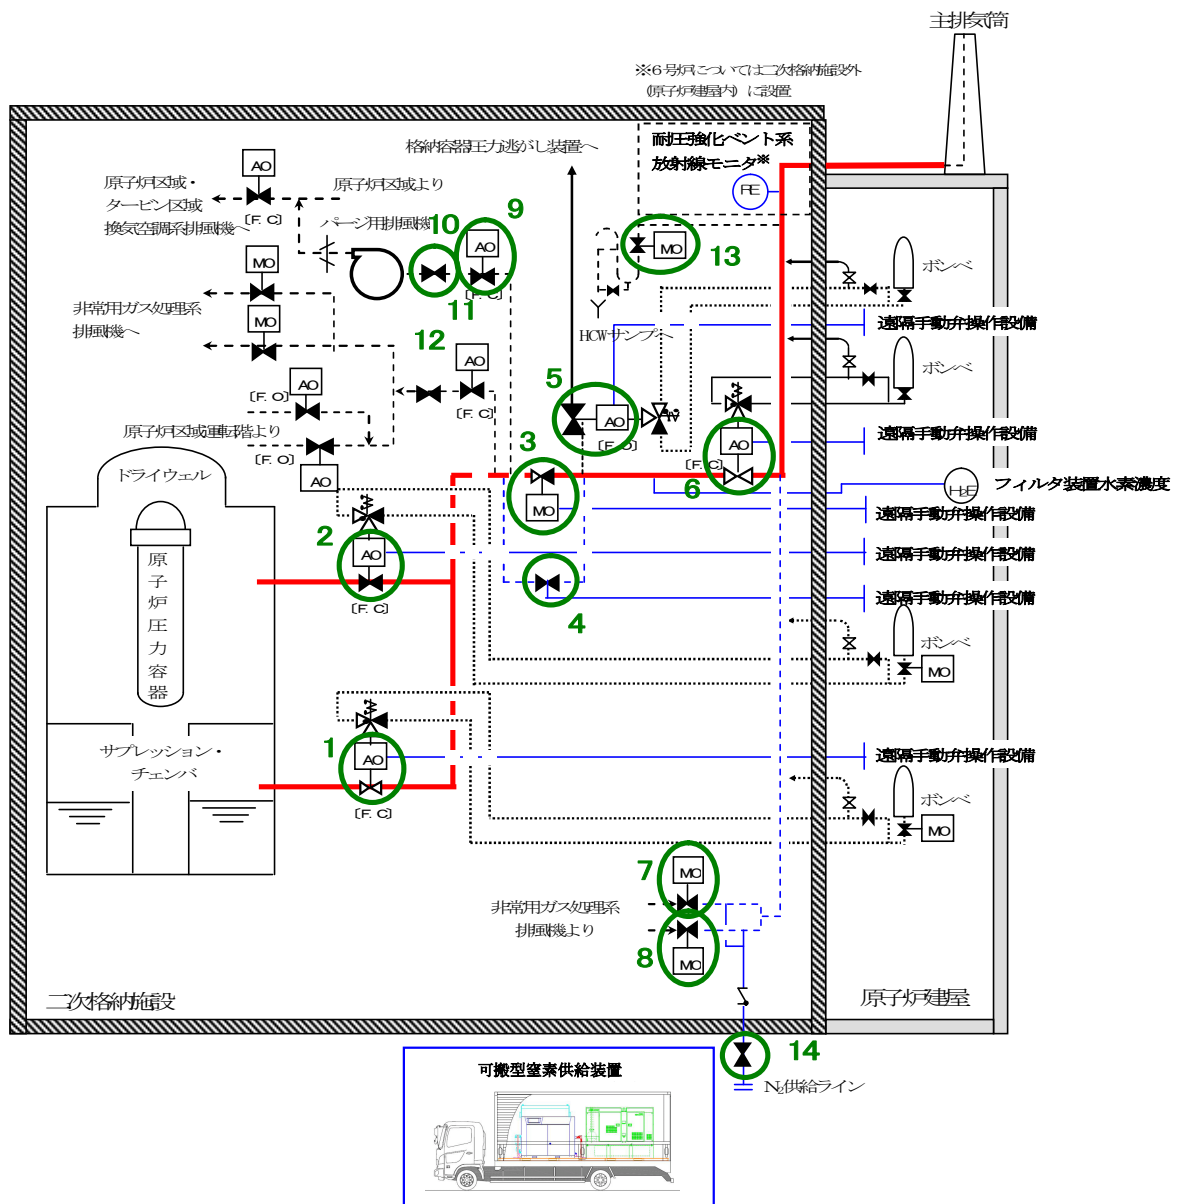 主排気筒
※6号炉については二次格納施設外
(原子炉建屋内)に設置
耐圧強化ベント系
放射線モニタ※
RE
格納容器圧力逃がし装置へ
AO
原子炉区域・
タービン区域
換気空調系排風機へ
原子炉区域より
[F.C]
パージ用排風機
10
9
AO
[F.C]
11
13
MO
ボンベ
MO
非常用ガス処理系
排風機へ
MO
HCWサンプへ
遠隔手動弁操作設備
12
AO
[F.C]
ボンベ
5
AO
[F.O]
AO
[F.O]
原子炉区域運転階より
[F.O]
AO
3
MO
AO
[F.C]
6
遠隔手動弁操作設備
H2E
フィルタ装置水素濃度
遠隔手動弁操作設備
ドライウェル
原子炉圧力容器
2
AO
[F.C]
遠隔手動弁操作設備
4
遠隔手動弁操作設備
ボンベ
MO
サプレッション・
チェンバ
1
AO
[F.C]
遠隔手動弁操作設備
ボンベ
MO
7
MO
非常用ガス処理系
排風機より
8
MO
二次格納施設
原子炉建屋
14
N2供給ライン
可搬型窒素供給装置